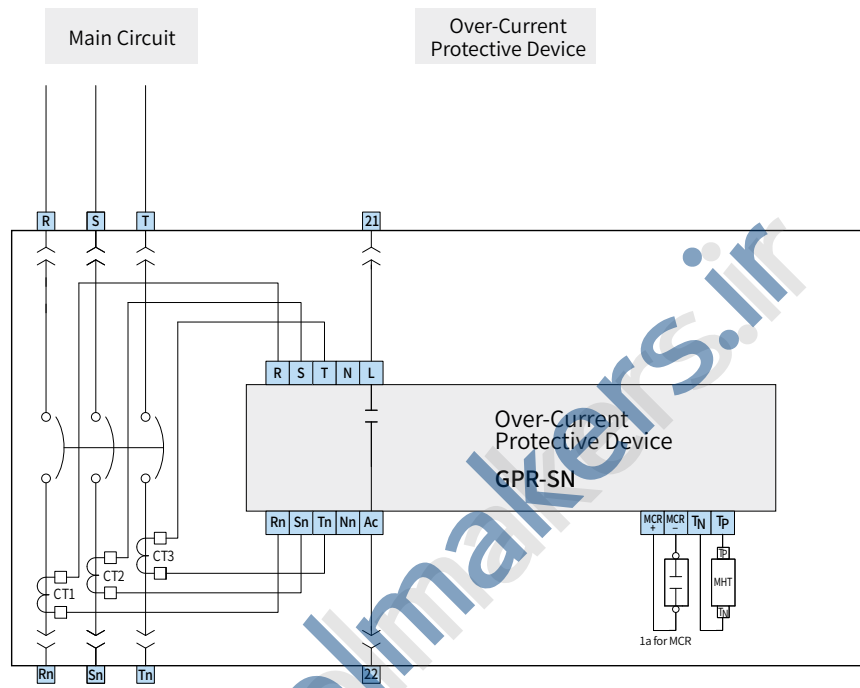 Main Circuit
Over-Current
Protective Device
R S T 21
R S T N L
Over-Current
Protective Device
GPR-SN
Rn Sn Tn Nn Ac
MCR + MCR − TN TP
CT3
CT2
CT1
TP
MHT
TN
1a for MCR
Rn Sn Tn 22
elmakers.ir